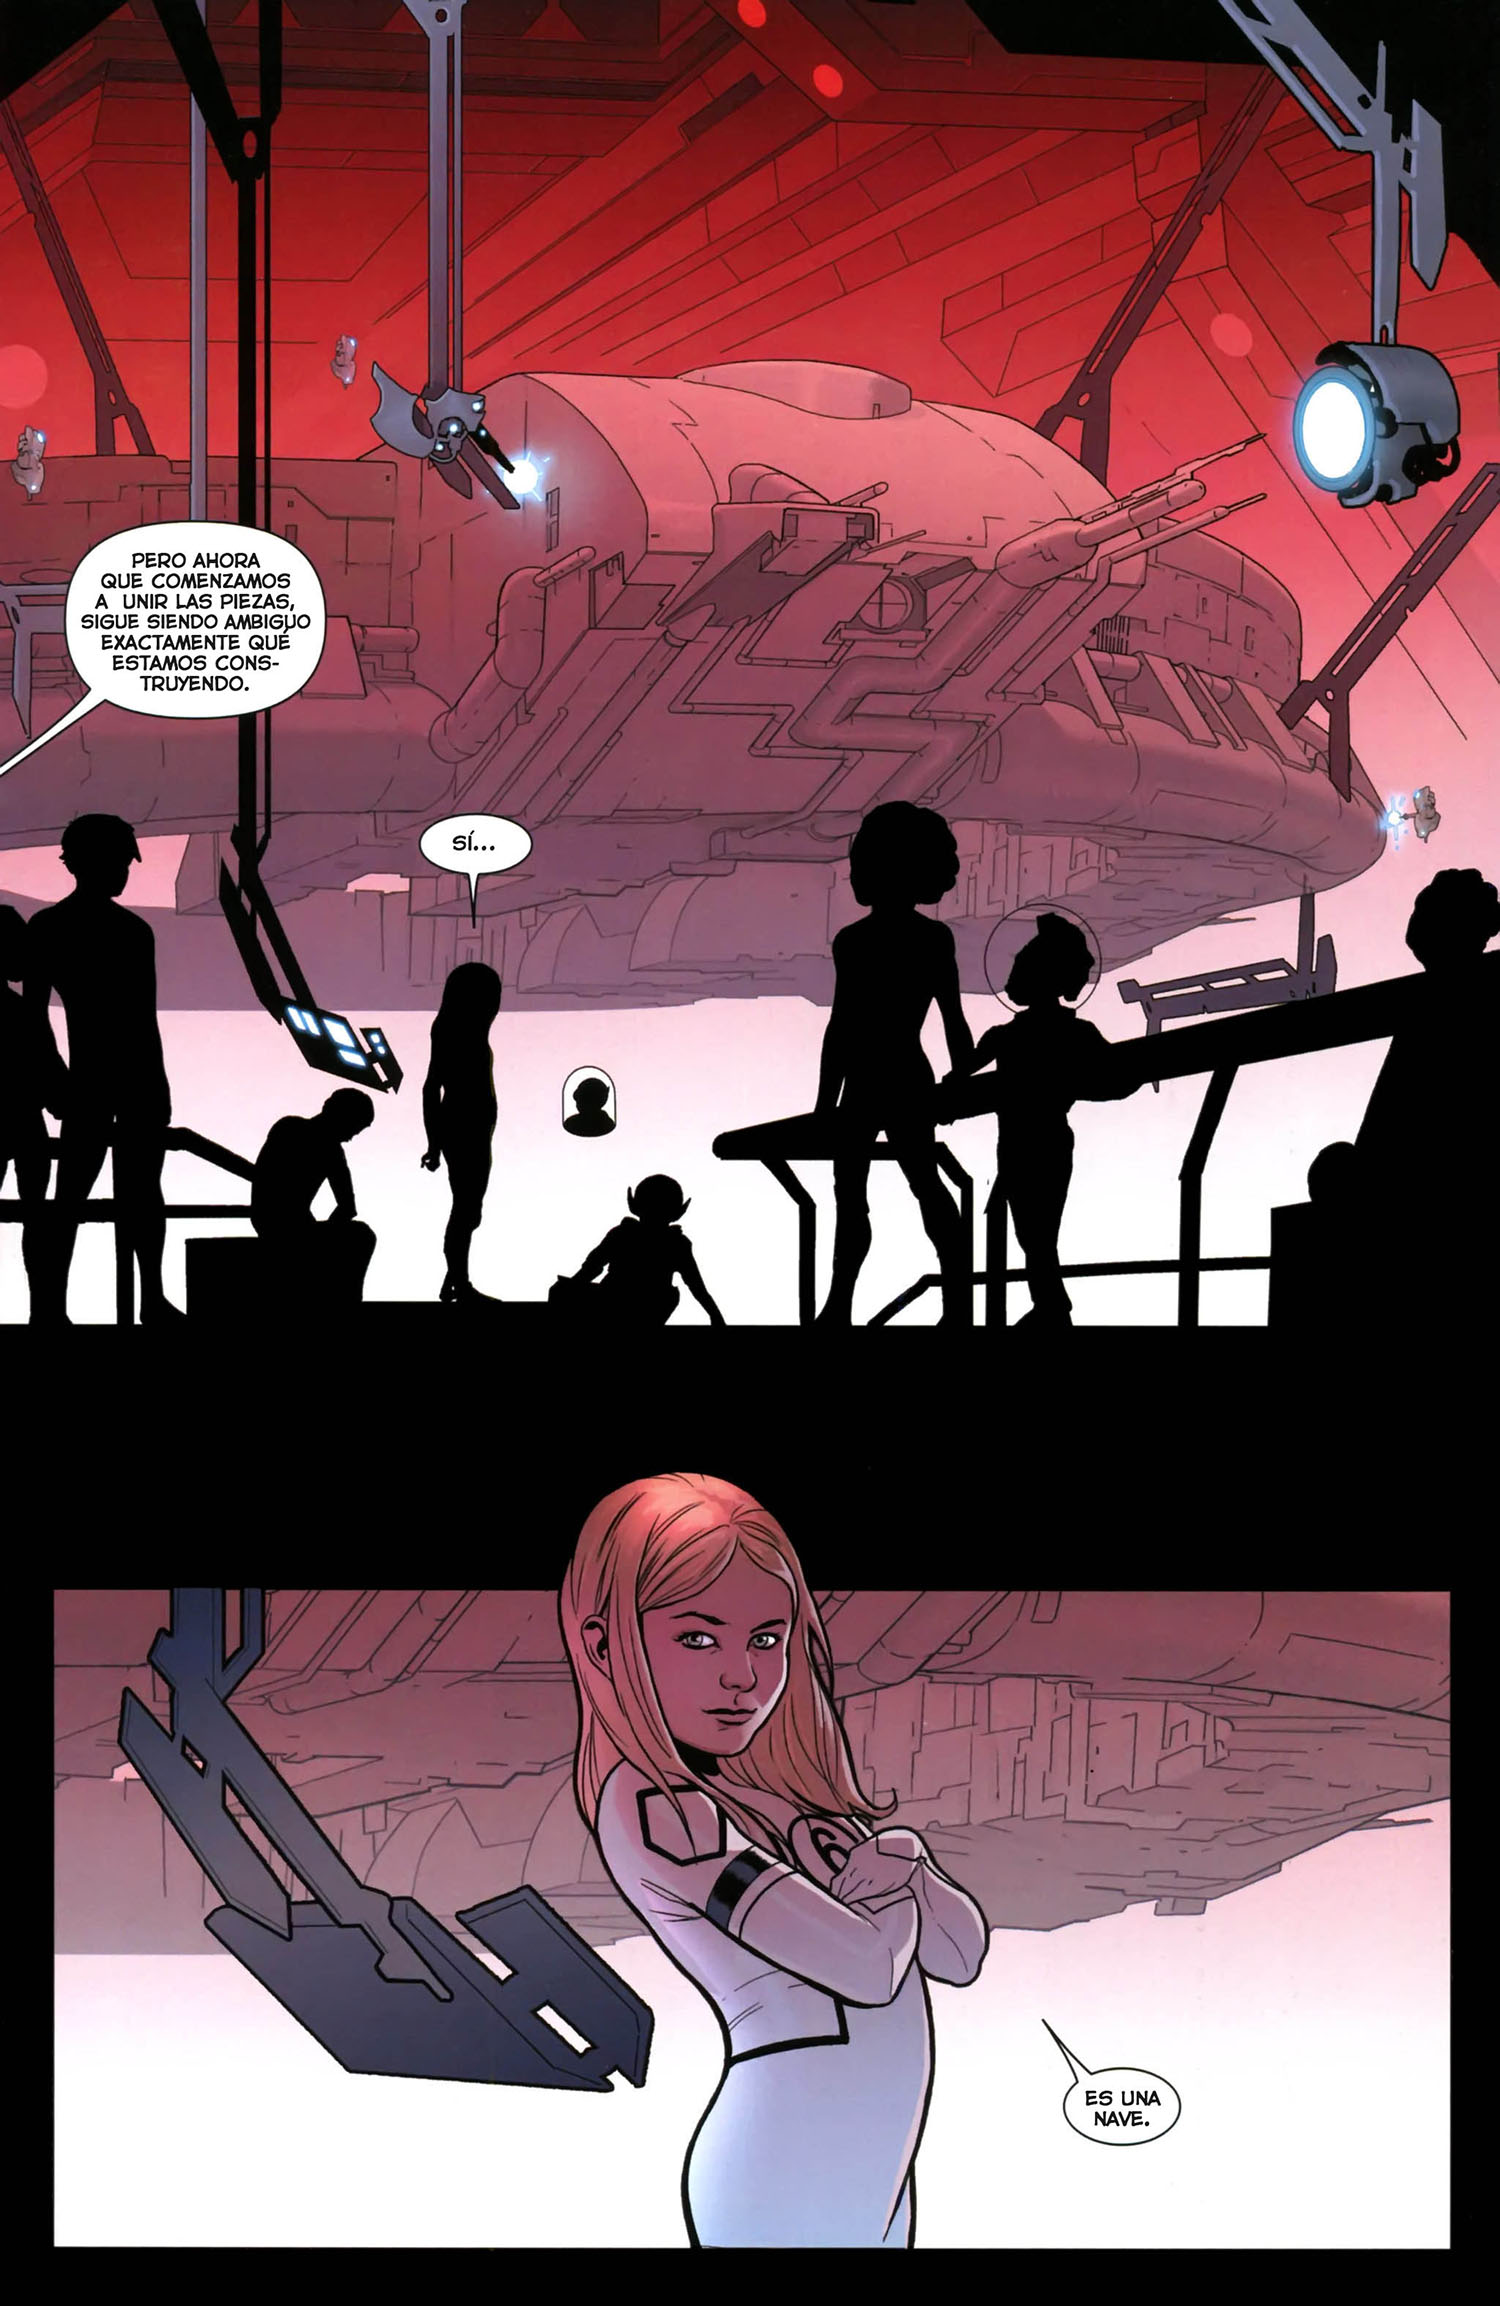 PERO AHORA
QUE COMENZAMOS
A UNIR LAS PIEZAS,
SIGUE SIENDO AMBIGUO
EXACTAMENTE QUÉ
ESTAMOS CONS-
TRUYENDO.
SÍ...
6
ES UNA
NAVE.